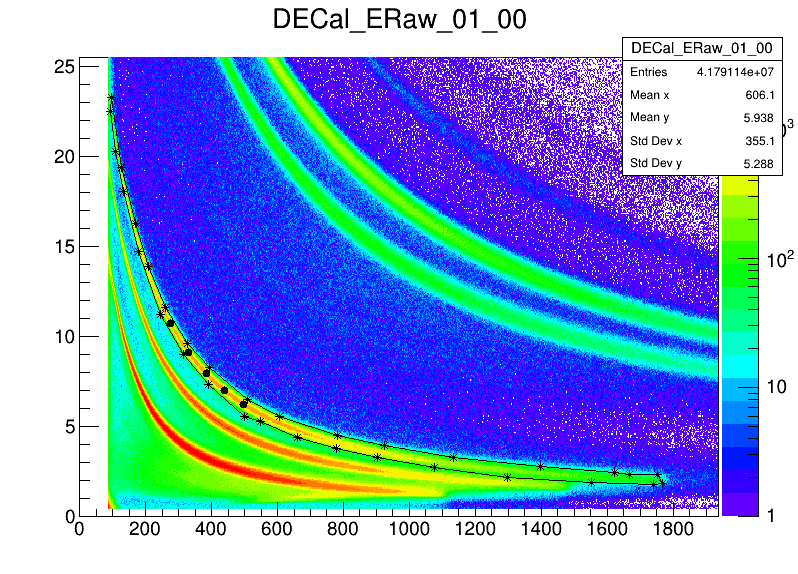 DECal_ERaw_01_00
DECal_ERaw_01_00
Entries 4.179114e+07
Mean x 606.1
Mean y 5.938
Std Dev x 355.1
Std Dev y 5.288
25
20
15
10
5
0
0 200 400 600 800 1000 1200 1400 1600 1800
10²
10
1